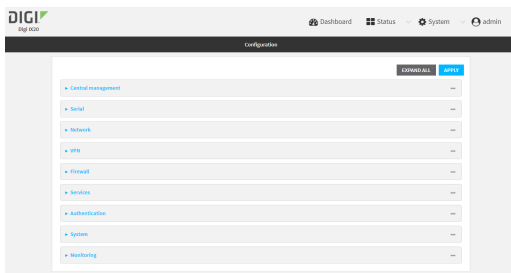 DIGI
Digi IX20
Dashboard
Status
System
admin
Configuration
EXPAND ALL
APPLY
Central management
Serial
Network
VPN
Firewall
Services
Authentication
System
Monitoring